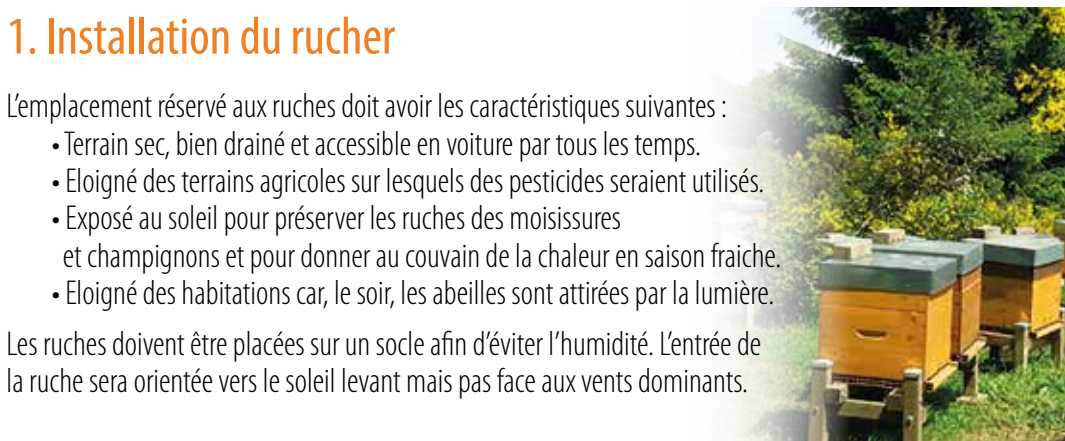 1. Installation du rucher
L’emplacement réservé aux ruches doit avoir les caractéristiques suivantes :
• Terrain sec, bien drainé et accessible en voiture par tous les temps.
• Eloigné des terrains agricoles sur lesquels des pesticides seraient utilisés.
• Exposé au soleil pour préserver les ruches des moisissures
et champignons et pour donner au couvain de la chaleur en saison fraiche.
• Eloigné des habitations car, le soir, les abeilles sont attirées par la lumière.
Les ruches doivent être placées sur un socle afin d’éviter l’humidité. L’entrée de
la ruche sera orientée vers le soleil levant mais pas face aux vents dominants.